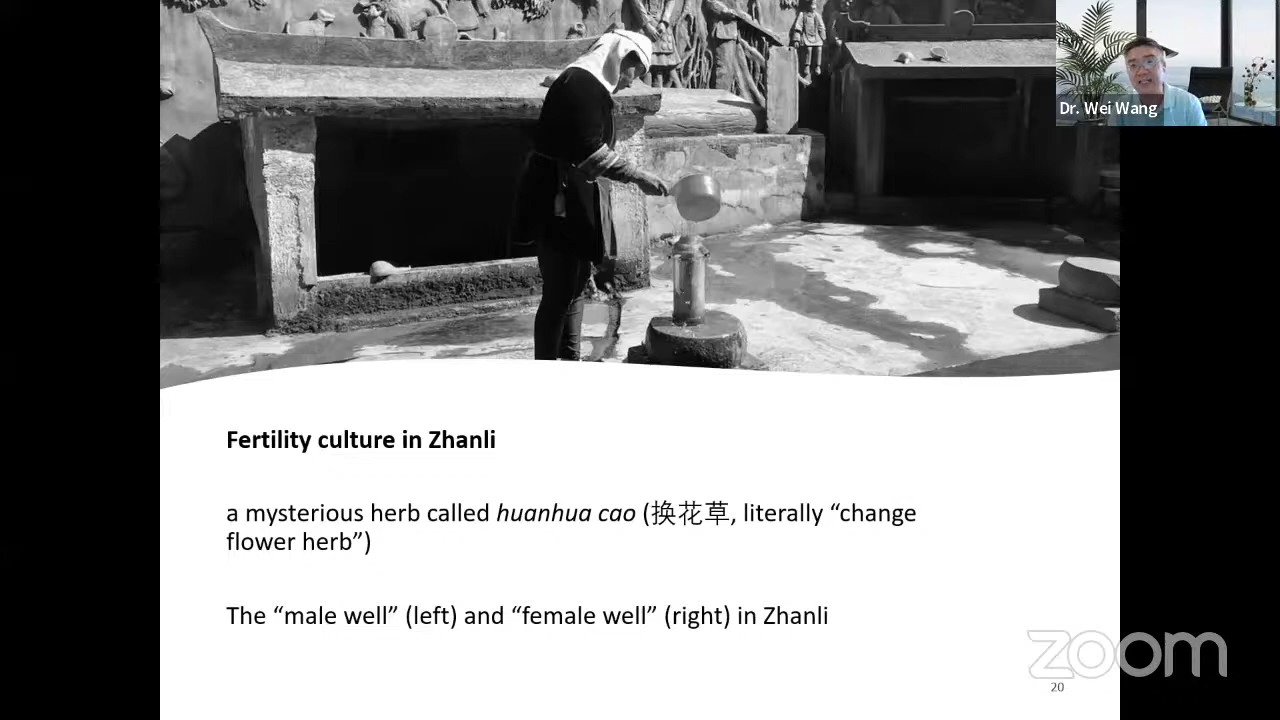 Dr. Wei Wang
Fertility culture in Zhanli
a mysterious herb called huanhua cao (换花草, literally “change
flower herb”)
The “male well” (left) and “female well” (right) in Zhanli
zoom
20